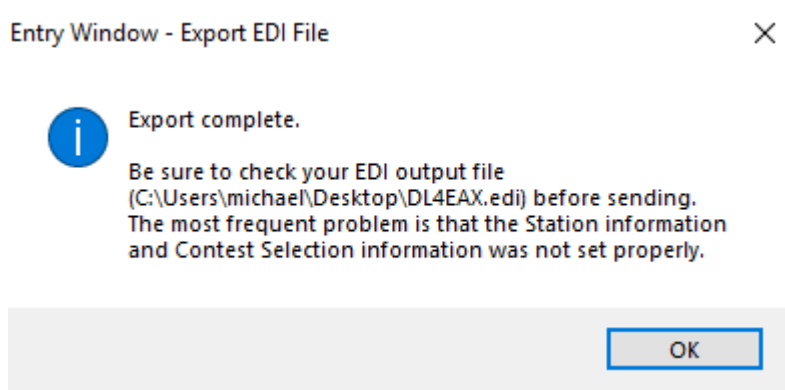 Entry Window - Export EDI File
Export complete.
Be sure to check your EDI output file
(C:\Users\michael\Desktop\DL4EAX.edi) before sending.
The most frequent problem is that the Station information
and Contest Selection information was not set properly.
OK